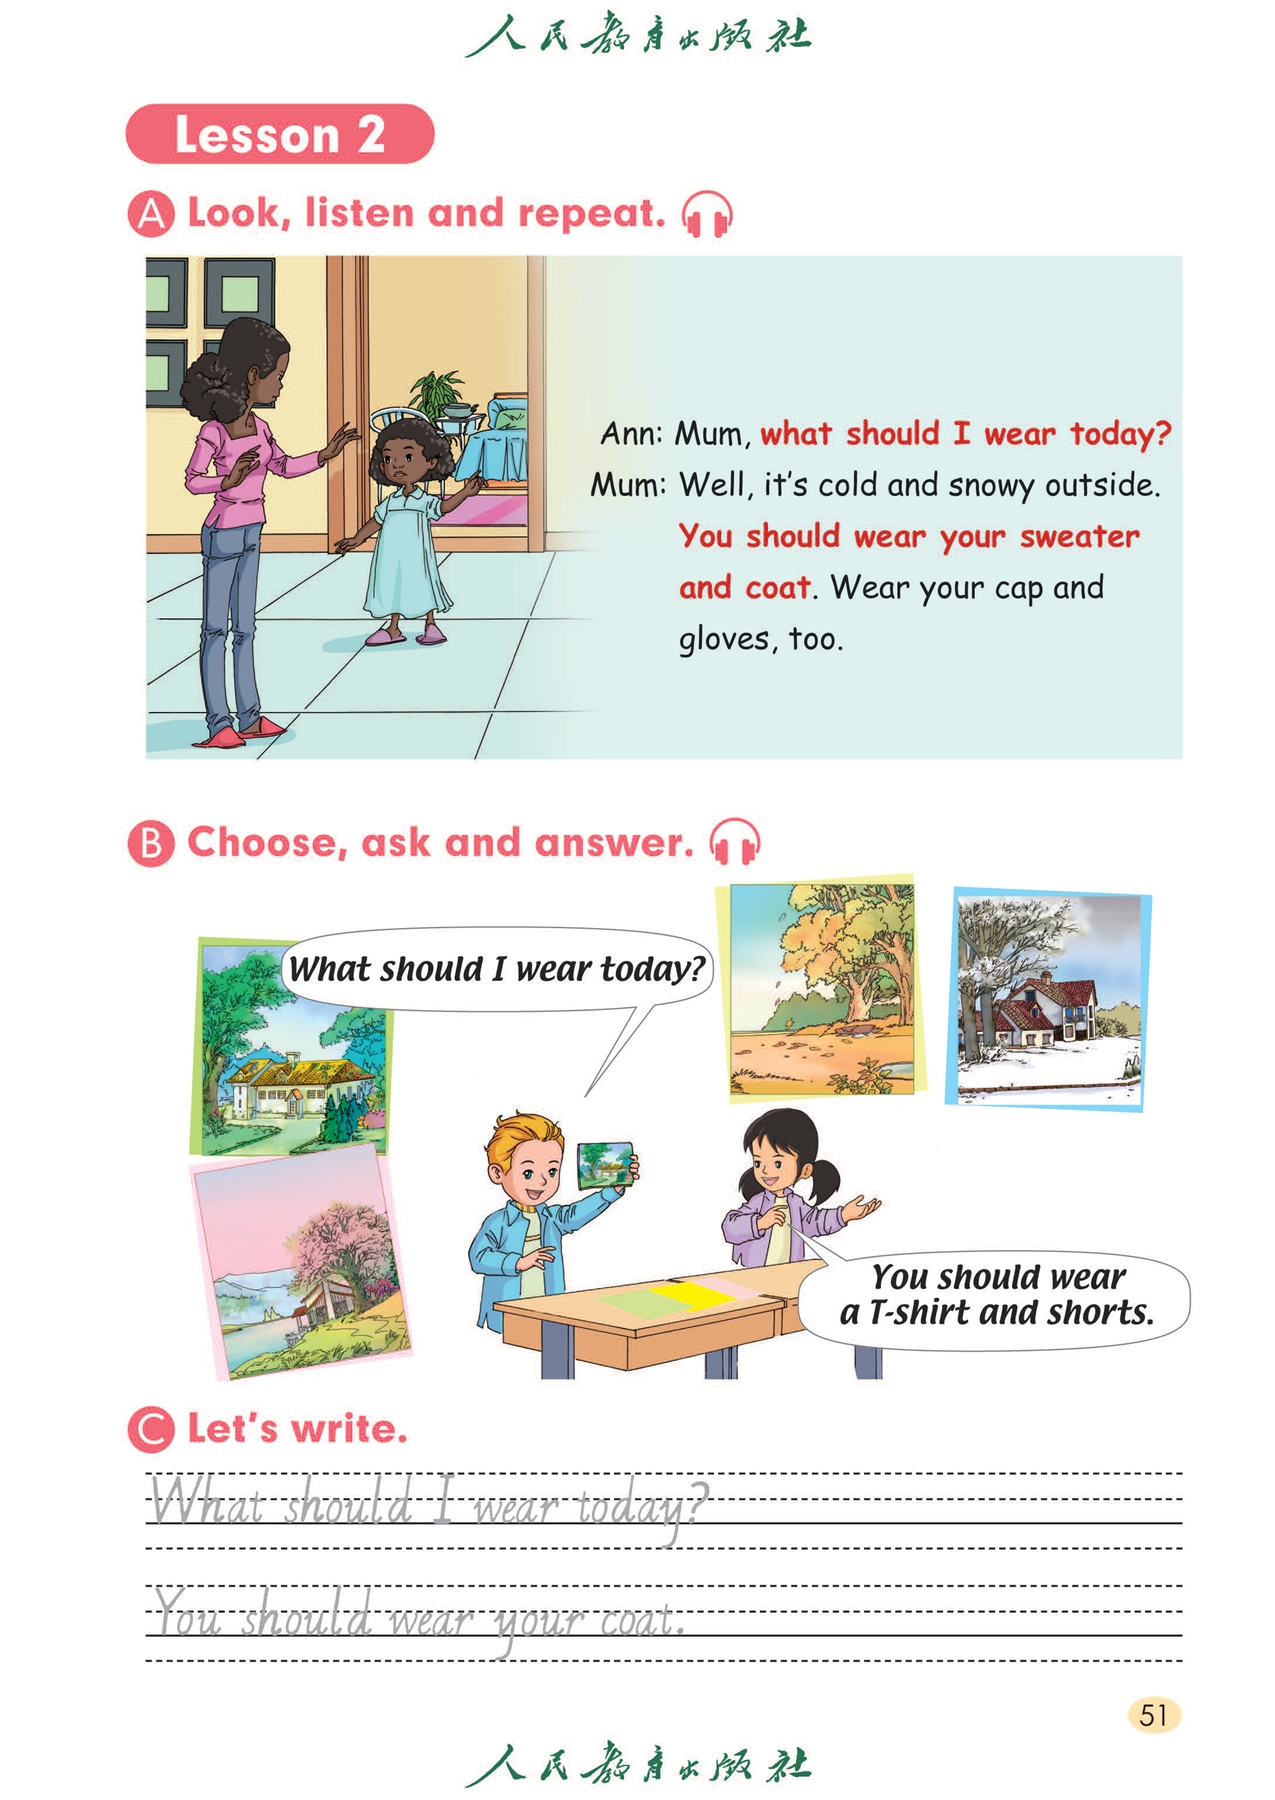 人民教育出版社
Lesson 2
A Look, listen and repeat.
Ann: Mum, what should I wear today?
Mum: Well, it's cold and snowy outside.
You should wear your sweater
and coat. Wear your cap and
gloves, too.
B Choose, ask and answer.
What should I wear today?
You should wear
a T-shirt and shorts.
C Let's write.
What should I wear today?
You should wear your coat.
51
人民教育出版社